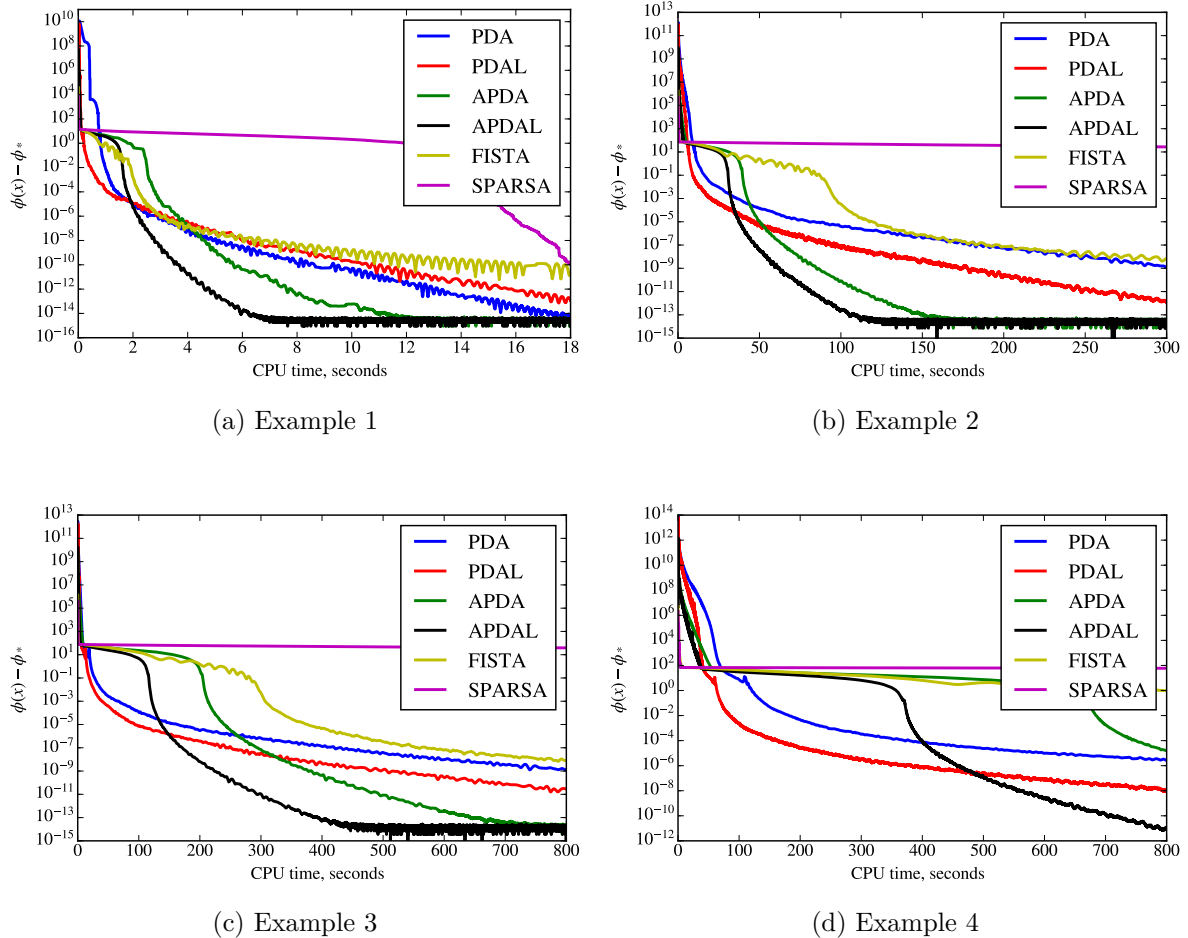 10^10
10^8
10^6
10^4
10^2
10^0
10^−2
10^−4
10^−6
10^−8
10^−10
10^−12
10^−14
10^−16
ϕ(x) − ϕ*
PDA
PDAL
APDA
APDAL
FISTA
SPARSA
0 2 4 6 8 10 12 14 16 18
CPU time, seconds
(a) Example 1
10^13
10^11
10^9
10^7
10^5
10^3
10^1
10^−1
10^−3
10^−5
10^−7
10^−9
10^−11
10^−13
10^−15
ϕ(x) − ϕ*
PDA
PDAL
APDA
APDAL
FISTA
SPARSA
0 50 100 150 200 250 300
CPU time, seconds
(b) Example 2
10^13
10^11
10^9
10^7
10^5
10^3
10^1
10^−1
10^−3
10^−5
10^−7
10^−9
10^−11
10^−13
10^−15
ϕ(x) − ϕ*
PDA
PDAL
APDA
APDAL
FISTA
SPARSA
0 100 200 300 400 500 600 700 800
CPU time, seconds
(c) Example 3
10^14
10^12
10^10
10^8
10^6
10^4
10^2
10^0
10^−2
10^−4
10^−6
10^−8
10^−10
10^−12
ϕ(x) − ϕ*
PDA
PDAL
APDA
APDAL
FISTA
SPARSA
0 100 200 300 400 500 600 700 800
CPU time, seconds
(d) Example 4